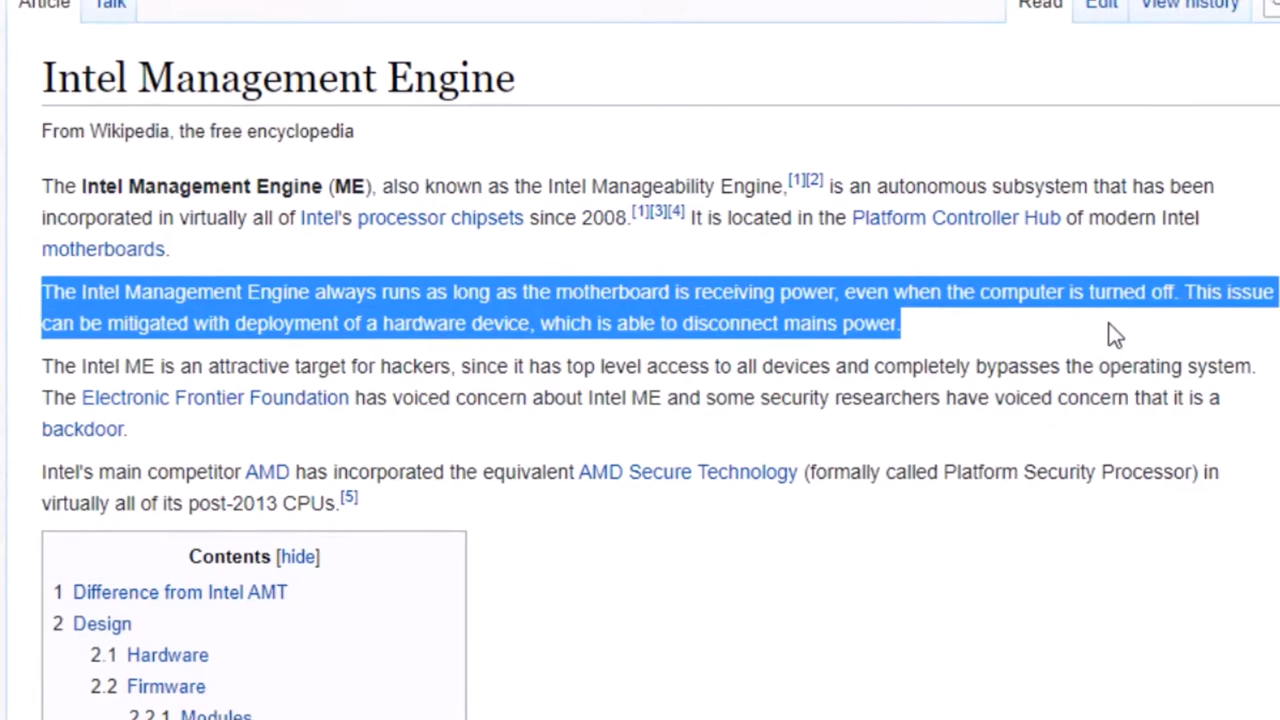 Article Talk Read Edit View history
Intel Management Engine
From Wikipedia, the free encyclopedia
The Intel Management Engine (ME), also known as the Intel Manageability Engine,[1][2] is an autonomous subsystem that has been
incorporated in virtually all of Intel's processor chipsets since 2008.[1][3][4] It is located in the Platform Controller Hub of modern Intel
motherboards.
The Intel Management Engine always runs as long as the motherboard is receiving power, even when the computer is turned off. This issue
can be mitigated with deployment of a hardware device, which is able to disconnect mains power.
The Intel ME is an attractive target for hackers, since it has top level access to all devices and completely bypasses the operating system.
The Electronic Frontier Foundation has voiced concern about Intel ME and some security researchers have voiced concern that it is a
backdoor.
Intel's main competitor AMD has incorporated the equivalent AMD Secure Technology (formally called Platform Security Processor) in
virtually all of its post-2013 CPUs.[5]
Contents [hide]
1 Difference from Intel AMT
2 Design
2.1 Hardware
2.2 Firmware
2.2.1 Modules